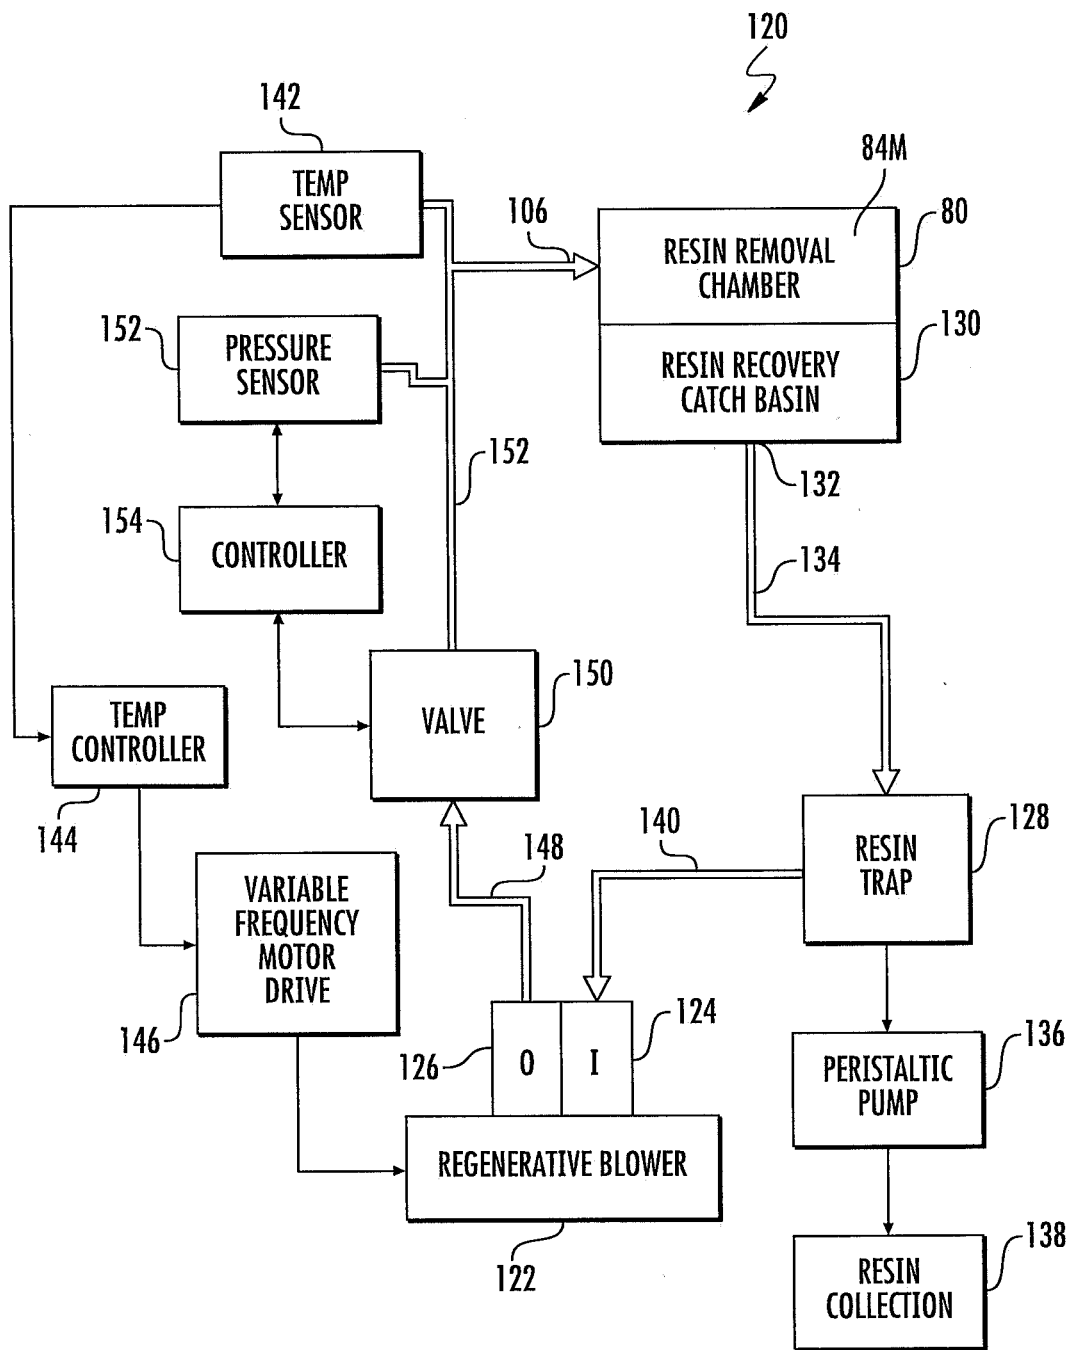 120
142
TEMP
SENSOR
84M
106
80
RESIN REMOVAL
CHAMBER
152
PRESSURE
SENSOR
130
RESIN RECOVERY
CATCH BASIN
152
132
154
CONTROLLER
134
150
VALVE
TEMP
CONTROLLER
144
140
128
RESIN
TRAP
148
VARIABLE
FREQUENCY
MOTOR
DRIVE
146
126
O
I
124
136
PERISTALTIC
PUMP
REGENERATIVE BLOWER
122
138
RESIN
COLLECTION